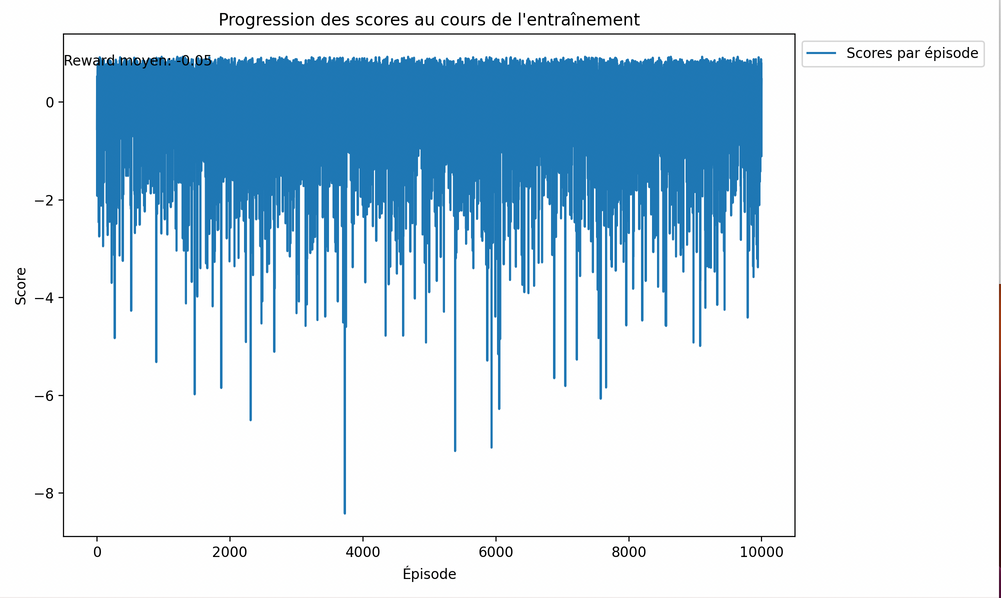 Progression des scores au cours de l'entraînement
Reward moyen: -0.05
Scores par épisode
0
−2
−4
−6
−8
Score
0 2000 4000 6000 8000 10000
Épisode